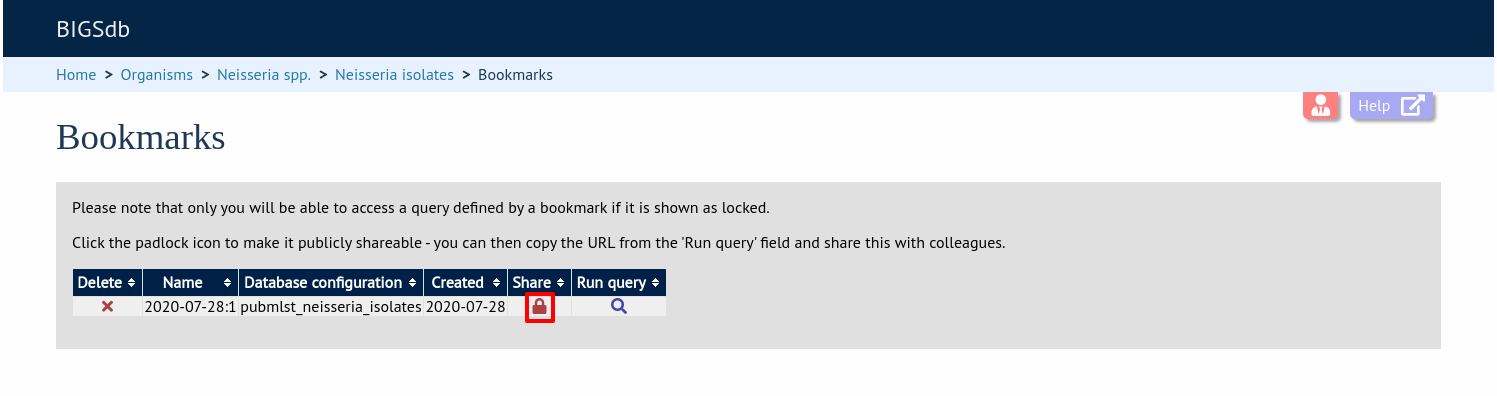 BIGSdb
Home > Organisms > Neisseria spp. > Neisseria isolates > Bookmarks
Help
Bookmarks
Please note that only you will be able to access a query defined by a bookmark if it is shown as locked.
Click the padlock icon to make it publicly shareable - you can then copy the URL from the 'Run query' field and share this with colleagues.
Delete Name Database configuration Created Share Run query
2020-07-28:1 pubmlst_neisseria_isolates 2020-07-28